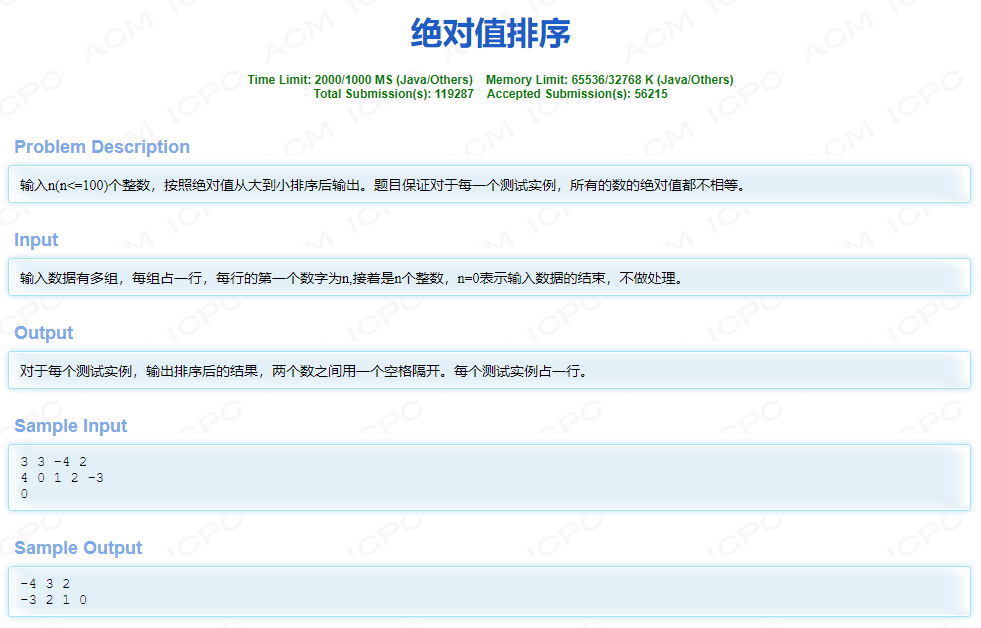 绝对值排序
Time Limit: 2000/1000 MS (Java/Others) Memory Limit: 65536/32768 K (Java/Others)
Total Submission(s): 119287 Accepted Submission(s): 56215
Problem Description
输入n(n<=100)个整数，按照绝对值从大到小排序后输出。题目保证对于每一个测试实例，所有的数的绝对值都不相等。
Input
输入数据有多组，每组占一行，每行的第一个数字为n,接着是n个整数，n=0表示输入数据的结束，不做处理。
Output
对于每个测试实例，输出排序后的结果，两个数之间用一个空格隔开。每个测试实例占一行。
Sample Input
3 3 -4 2
4 0 1 2 -3
0
Sample Output
-4 3 2
-3 2 1 0